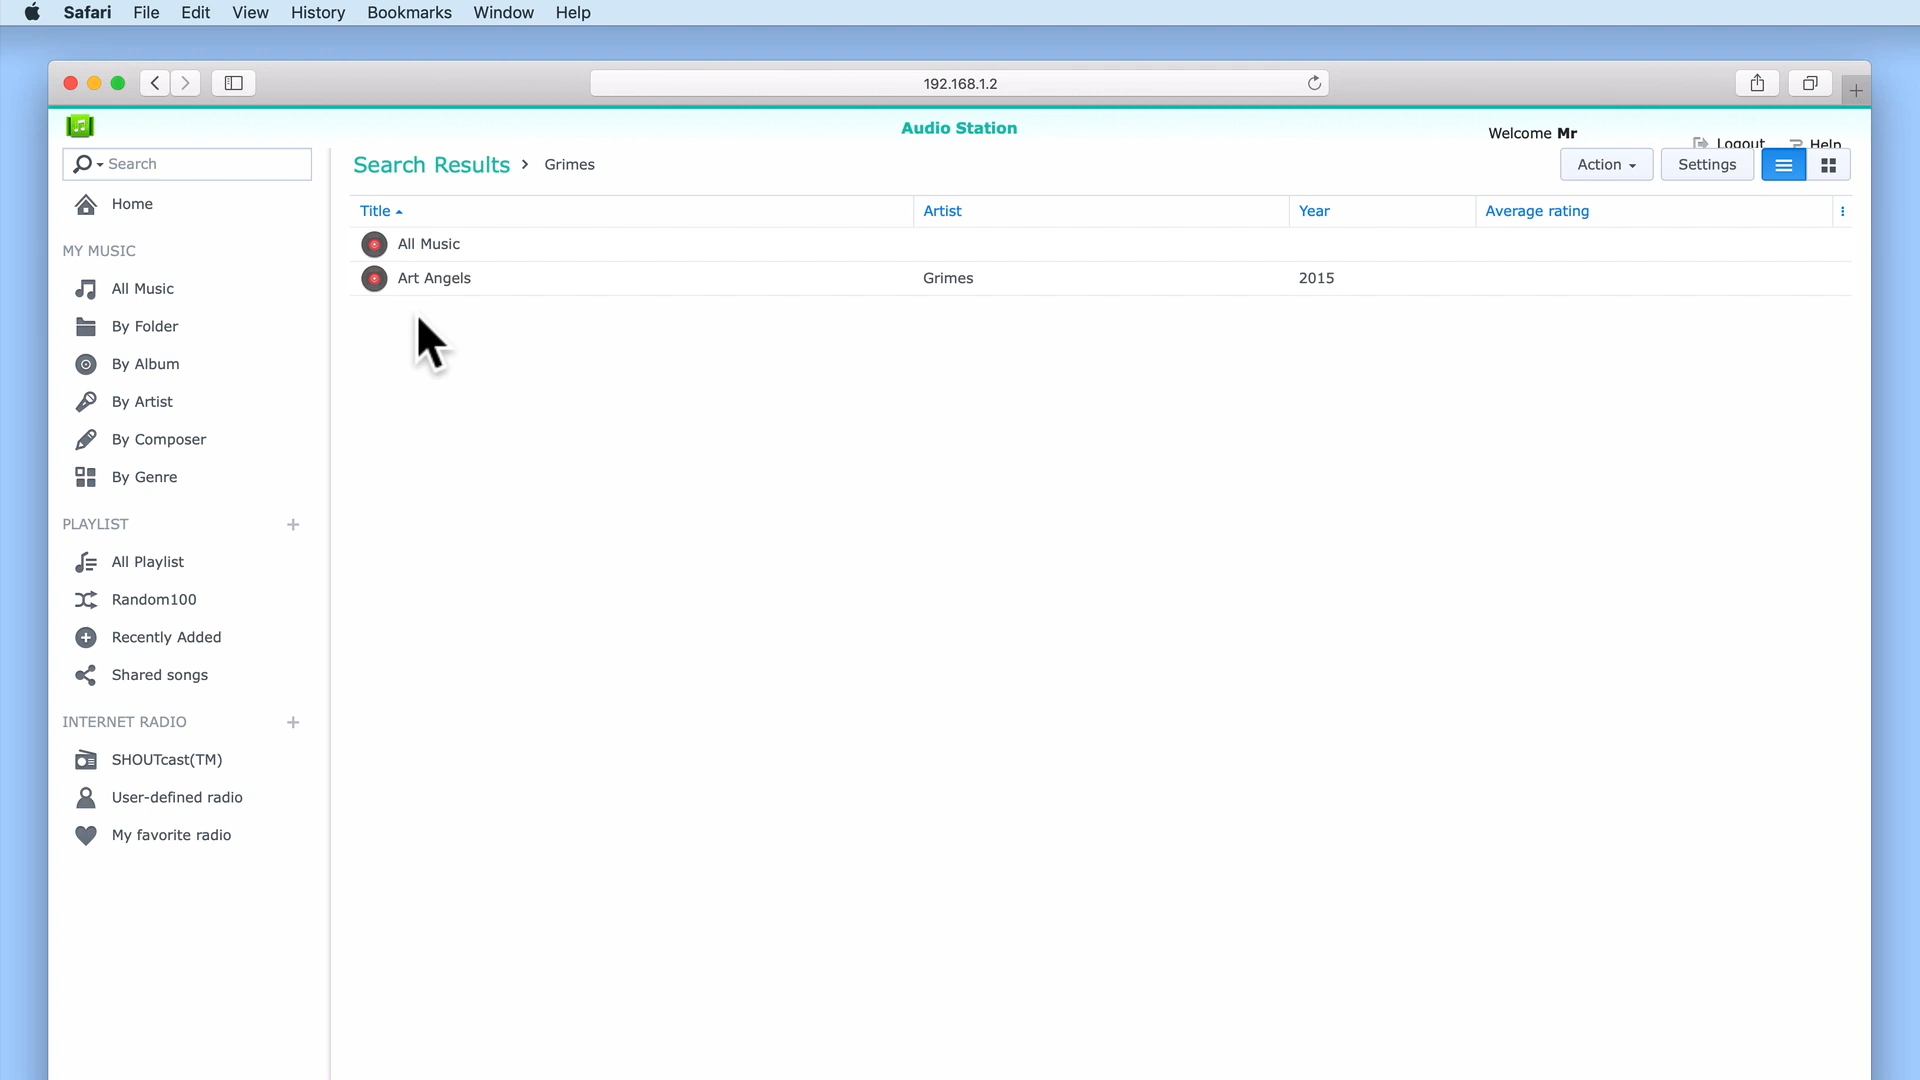 Safari File Edit View History Bookmarks Window Help
192.168.1.2
Audio Station
Welcome Mr
Logout Help
Search
Search Results > Grimes
Action Settings
Home
MY MUSIC
All Music
By Folder
By Album
By Artist
By Composer
By Genre
PLAYLIST +
All Playlist
Random100
Recently Added
Shared songs
INTERNET RADIO +
SHOUTcast(TM)
User-defined radio
My favorite radio
Title Artist Year Average rating
All Music
Art Angels Grimes 2015